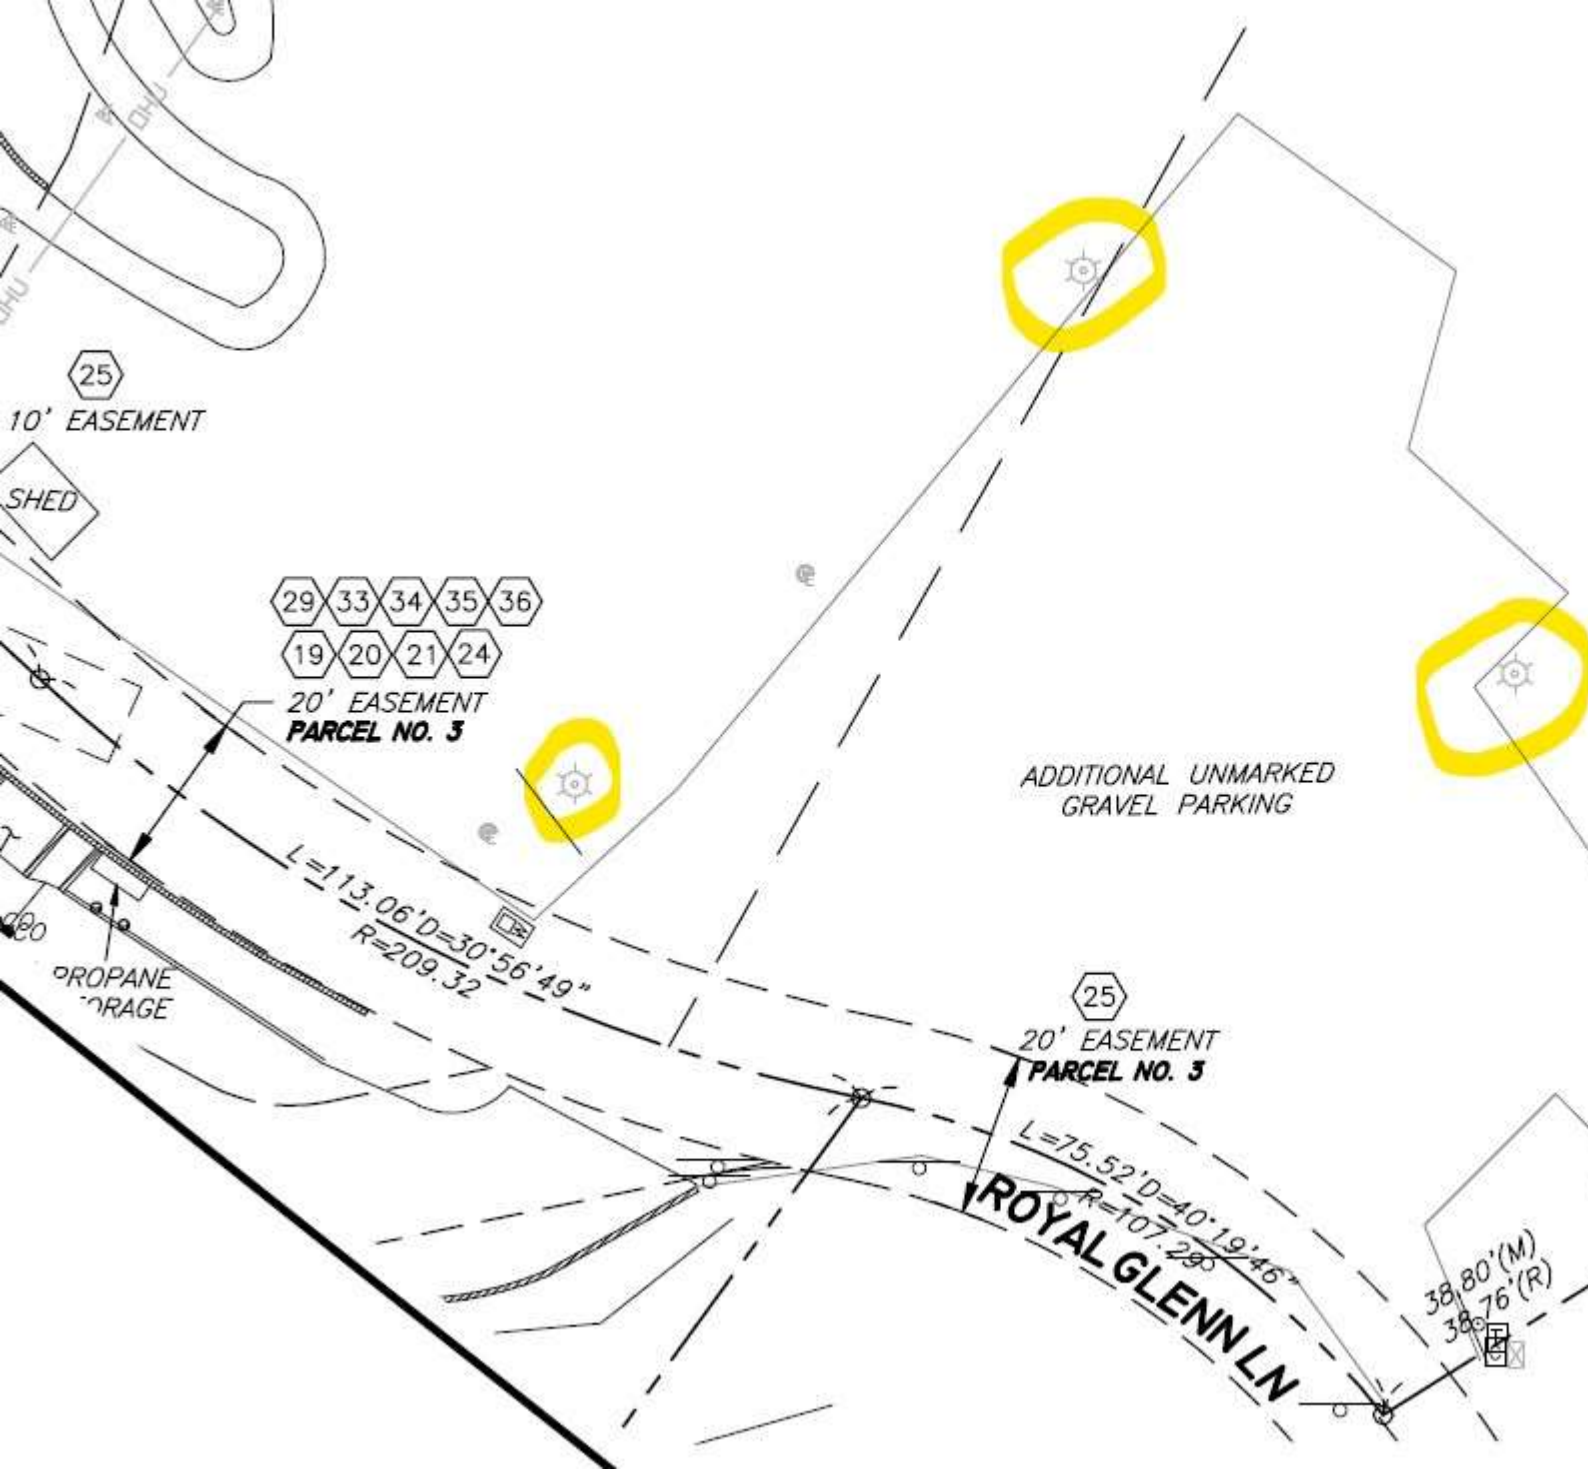 OHU
OHU
25
10' EASEMENT
SHED
29 33 34 35 36
19 20 21 24
20' EASEMENT
PARCEL NO. 3
ADDITIONAL UNMARKED
GRAVEL PARKING
L=113.06'D=30°56'49"
R=209.32
PROPANE
25
20' EASEMENT
PARCEL NO. 3
L=75.52'D=40°19'46"
R=107.29
ROYAL GLENN LN
38.80'(M)
38.76'(R)